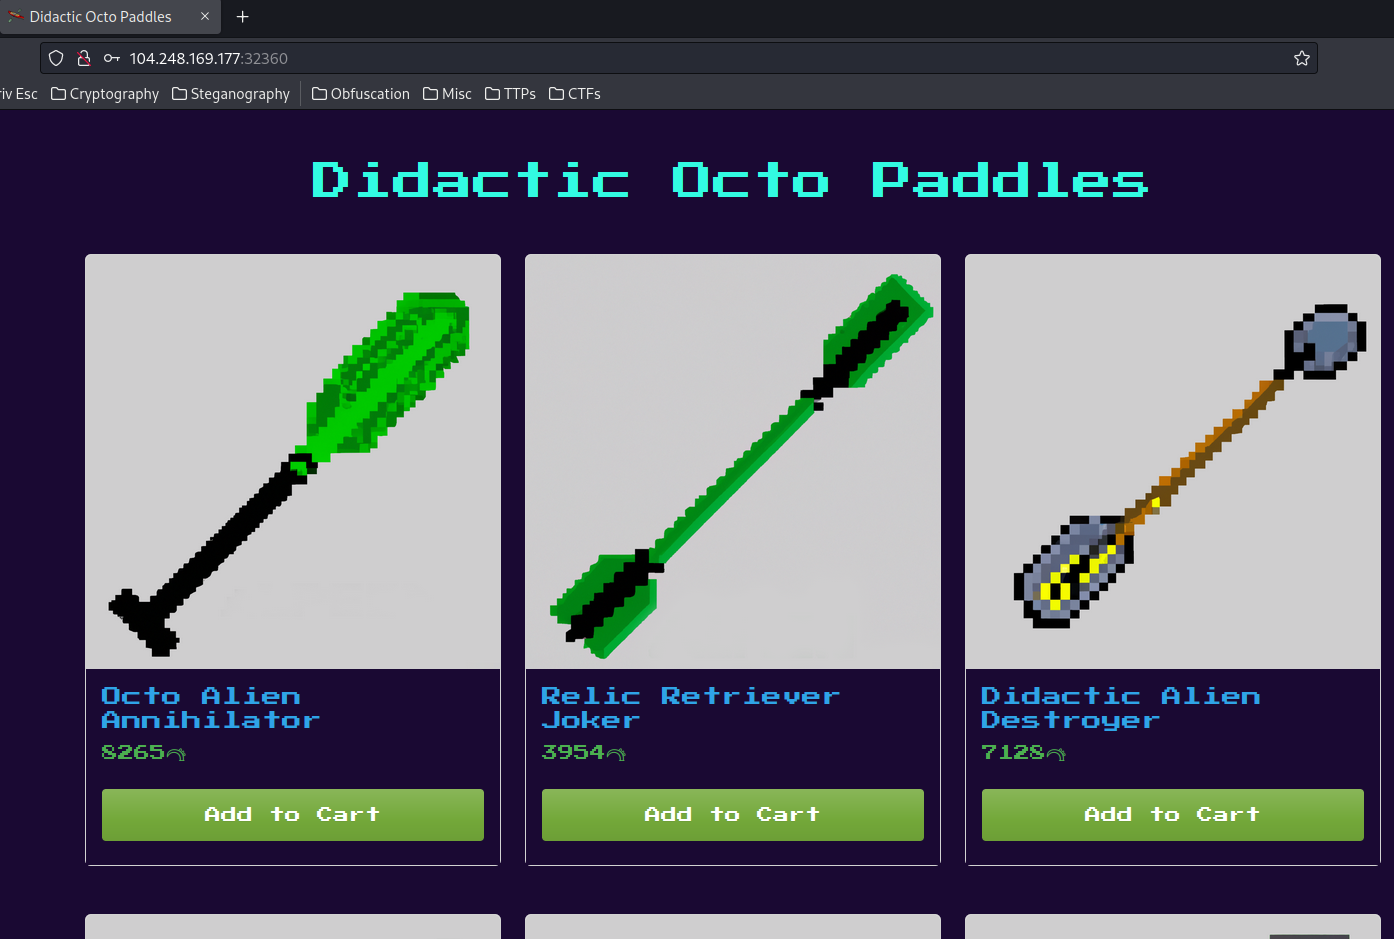 Didactic Octo Paddles
104.248.169.177:32360
riv Esc Cryptography Steganography Obfuscation Misc TTPs CTFs
Didactic Octo Paddles
Octo Alien
Annihilator
8265
Add to Cart
Relic Retriever
Joker
3954
Add to Cart
Didactic Alien
Destroyer
7128
Add to Cart